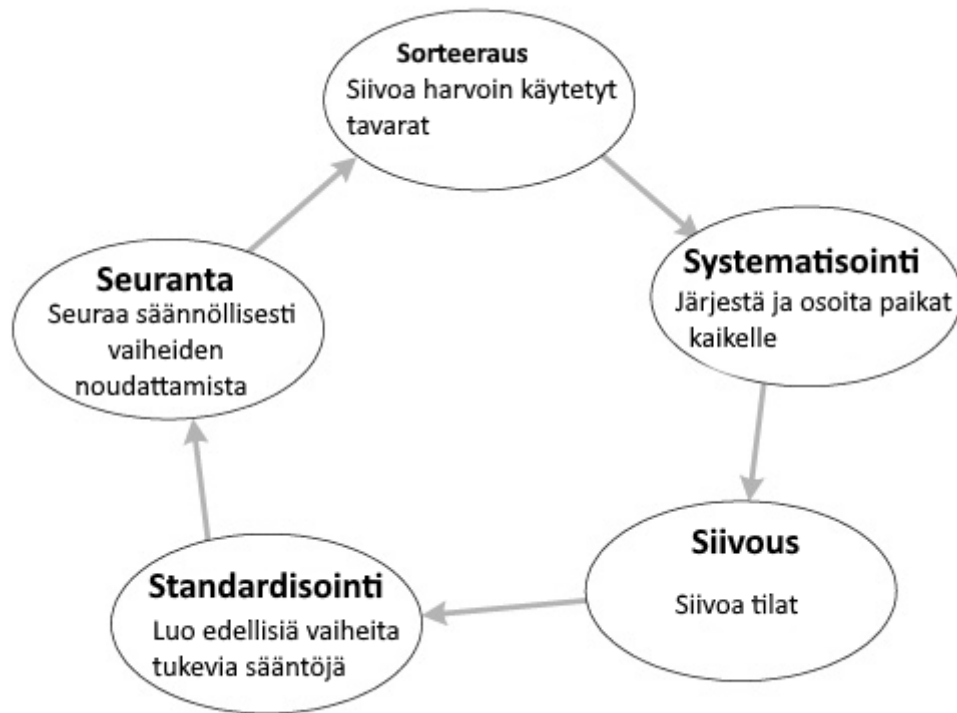 Sorteeraus
Siivoa harvoin käytetyt
tavarat
Systematisointi
Järjestä ja osoita paikat
kaikelle
Siivous
Siivoa tilat
Standardisointi
Luo edellisiä vaiheita
tukevia sääntöjä
Seuranta
Seuraa säännöllisesti
vaiheiden
noudattamista